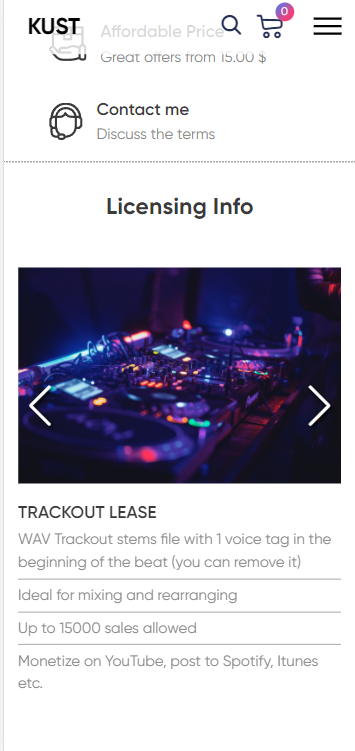 KUST
0
Affordable Price
Great offers from 15.00 $
Contact me
Discuss the terms
Licensing Info
TRACKOUT LEASE
WAV Trackout stems file with 1 voice tag in the
beginning of the beat (you can remove it)
Ideal for mixing and rearranging
Up to 15000 sales allowed
Monetize on YouTube, post to Spotify, Itunes
etc.